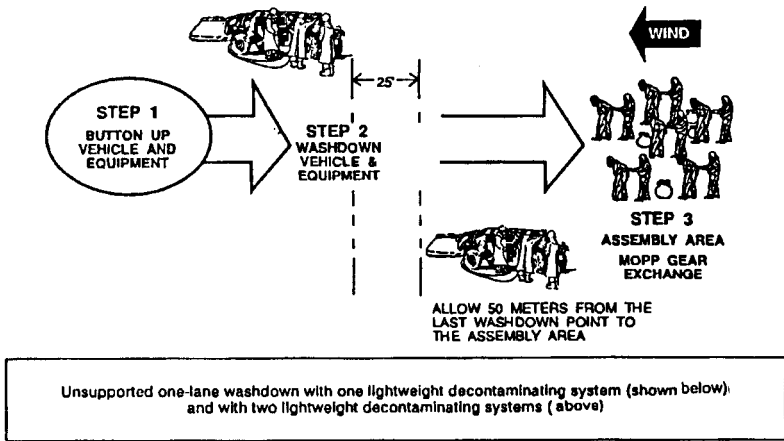 WIND
25'
STEP 1
BUTTON UP
VEHICLE AND
EQUIPMENT
STEP 2
WASHDOWN
VEHICLE &
EQUIPMENT
STEP 3
ASSEMBLY AREA
MOPP GEAR
EXCHANGE
ALLOW 50 METERS FROM THE
LAST WASHDOWN POINT TO
THE ASSEMBLY AREA
Unsupported one-lane washdown with one lightweight decontaminating system (shown below)
and with two lightweight decontaminating systems (above)